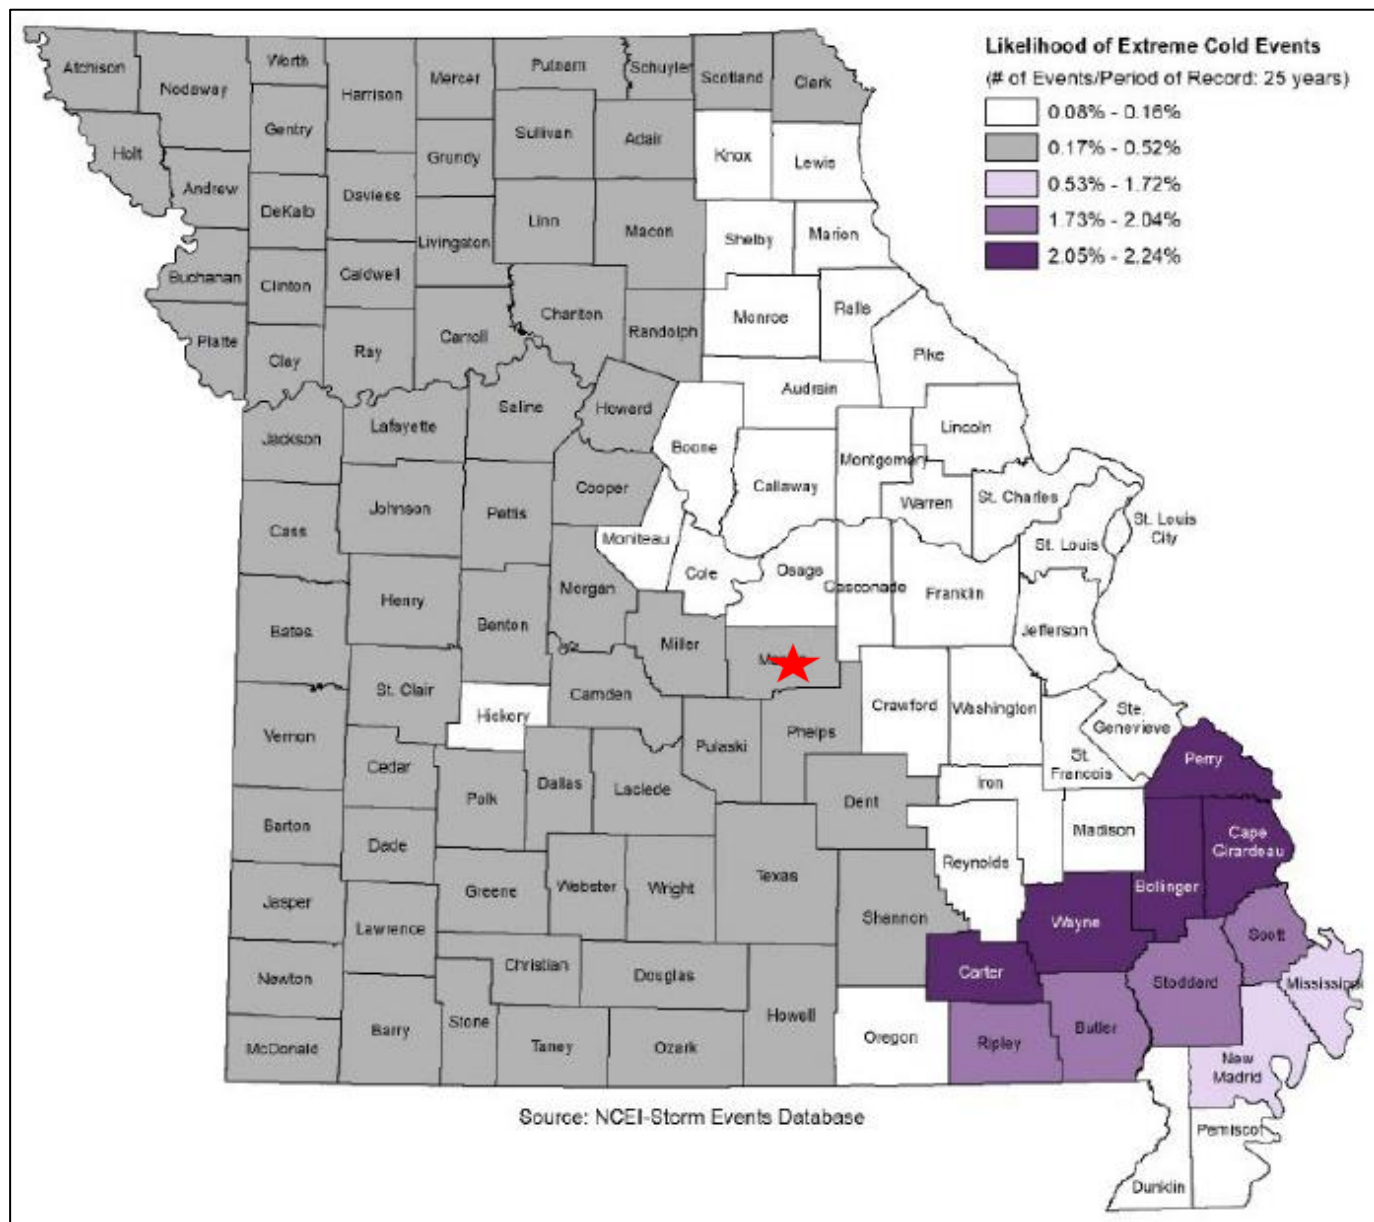 Likelihood of Extreme Cold Events
(# of Events/Period of Record: 25 years)
0.08% - 0.16%
0.17% - 0.52%
0.53% - 1.72%
1.73% - 2.04%
2.05% - 2.24%
Atchison
Nodaway
Worth
Harrison
Mercer
Putnam
Schuyler
Scotland
Clark
Holt
Andrew
Gentry
DeKalb
Daviess
Grundy
Sullivan
Adair
Knox
Lewis
Buchanan
Clinton
Caldwell
Livingston
Linn
Macon
Shelby
Marion
Platte
Clay
Ray
Carroll
Chariton
Randolph
Monroe
Ralls
Pike
Audrain
Jackson
Lafayette
Saline
Howard
Boone
Callaway
Montgomery
Lincoln
Warren
St. Charles
St. Louis
City
St. Louis
Cass
Johnson
Pettis
Cooper
Moniteau
Cole
Osage
Gasconade
Franklin
Jefferson
Bates
Henry
Benton
Morgan
Miller
Camden
Vernon
St. Clair
Hickory
Pulaski
Phelps
Crawford
Washington
Ste.
Genevieve
St.
Francois
Perry
Barton
Cedar
Polk
Dallas
Laclede
Dent
Iron
Madison
Cape
Girardeau
Bollinger
Jasper
Dade
Greene
Webster
Wright
Texas
Reynolds
Shannon
Wayne
Scott
Newton
Lawrence
Christian
Douglas
Howell
Carter
Stoddard
Mississippi
McDonald
Barry
Stone
Taney
Ozark
Oregon
Ripley
Butler
New
Madrid
Pemiscot
Dunklin
Source: NCEI-Storm Events Database